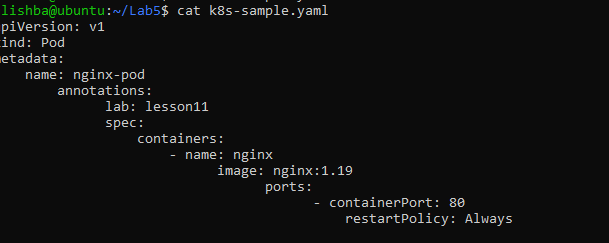 lishba@ubuntu:~/Lab5$ cat k8s-sample.yaml
piVersion: v1
ind: Pod
etadata:
name: nginx-pod
annotations:
lab: lesson11
spec:
containers:
- name: nginx
image: nginx:1.19
ports:
- containerPort: 80
restartPolicy: Always